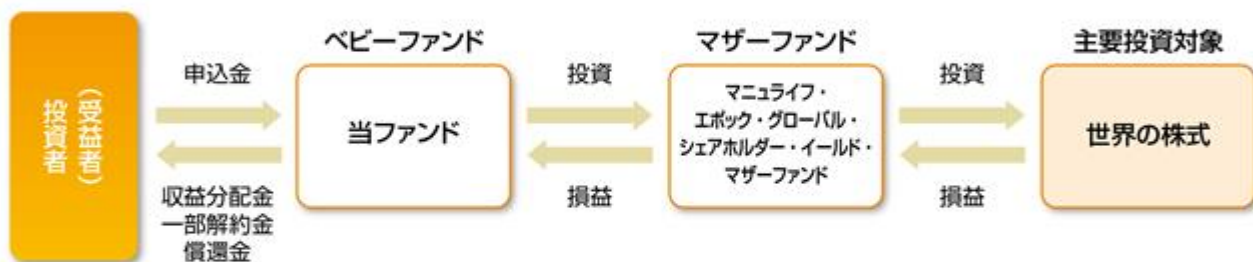 投資者
（受益者）
申込金
収益分配金
一部解約金
償還金
ベビーファンド
当ファンド
投資
損益
マザーファンド
マニュライフ・
エポック・グローバル・
シェアホルダー・イールド・
マザーファンド
投資
損益
主要投資対象
世界の株式